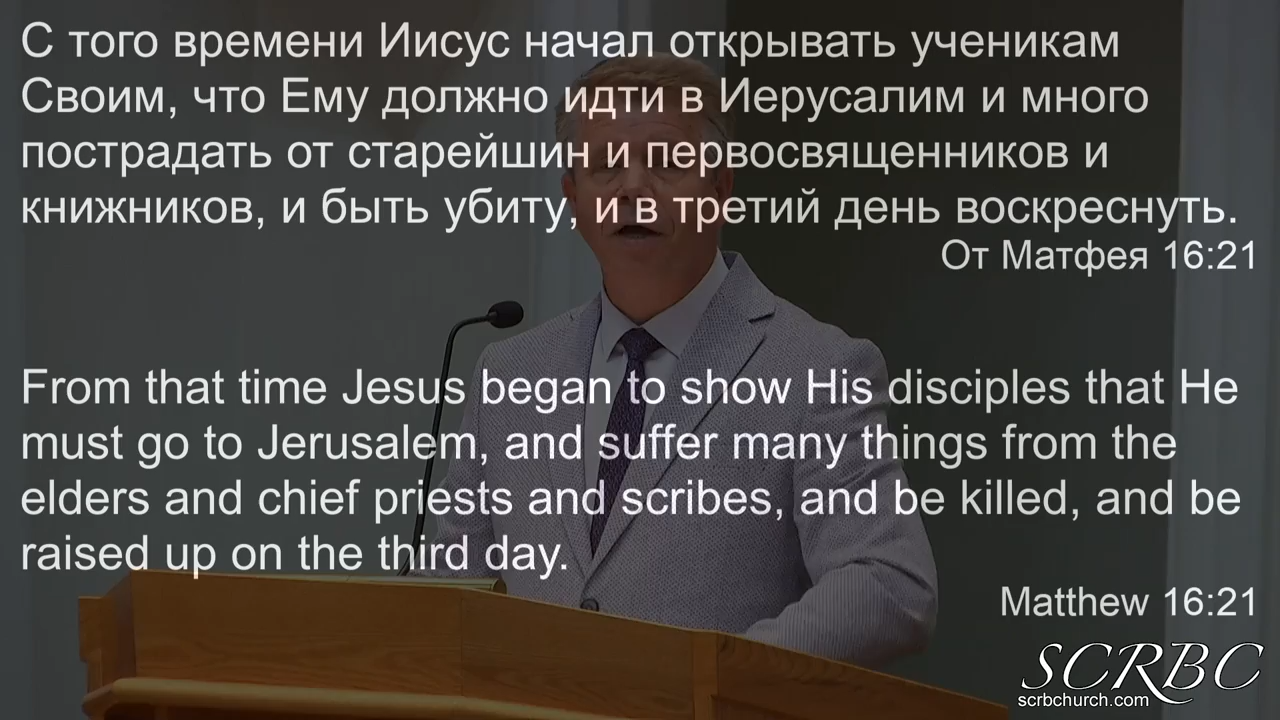 С того времени Иисус начал открывать ученикам
Своим, что Ему должно идти в Иерусалим и много
пострадать от старейшин и первосвященников и
книжников, и быть убиту, и в третий день воскреснуть.
От Матфея 16:21
From that time Jesus began to show His disciples that He
must go to Jerusalem, and suffer many things from the
elders and chief priests and scribes, and be killed, and be
raised up on the third day.
Matthew 16:21
SCRBC
scrbchurch.com